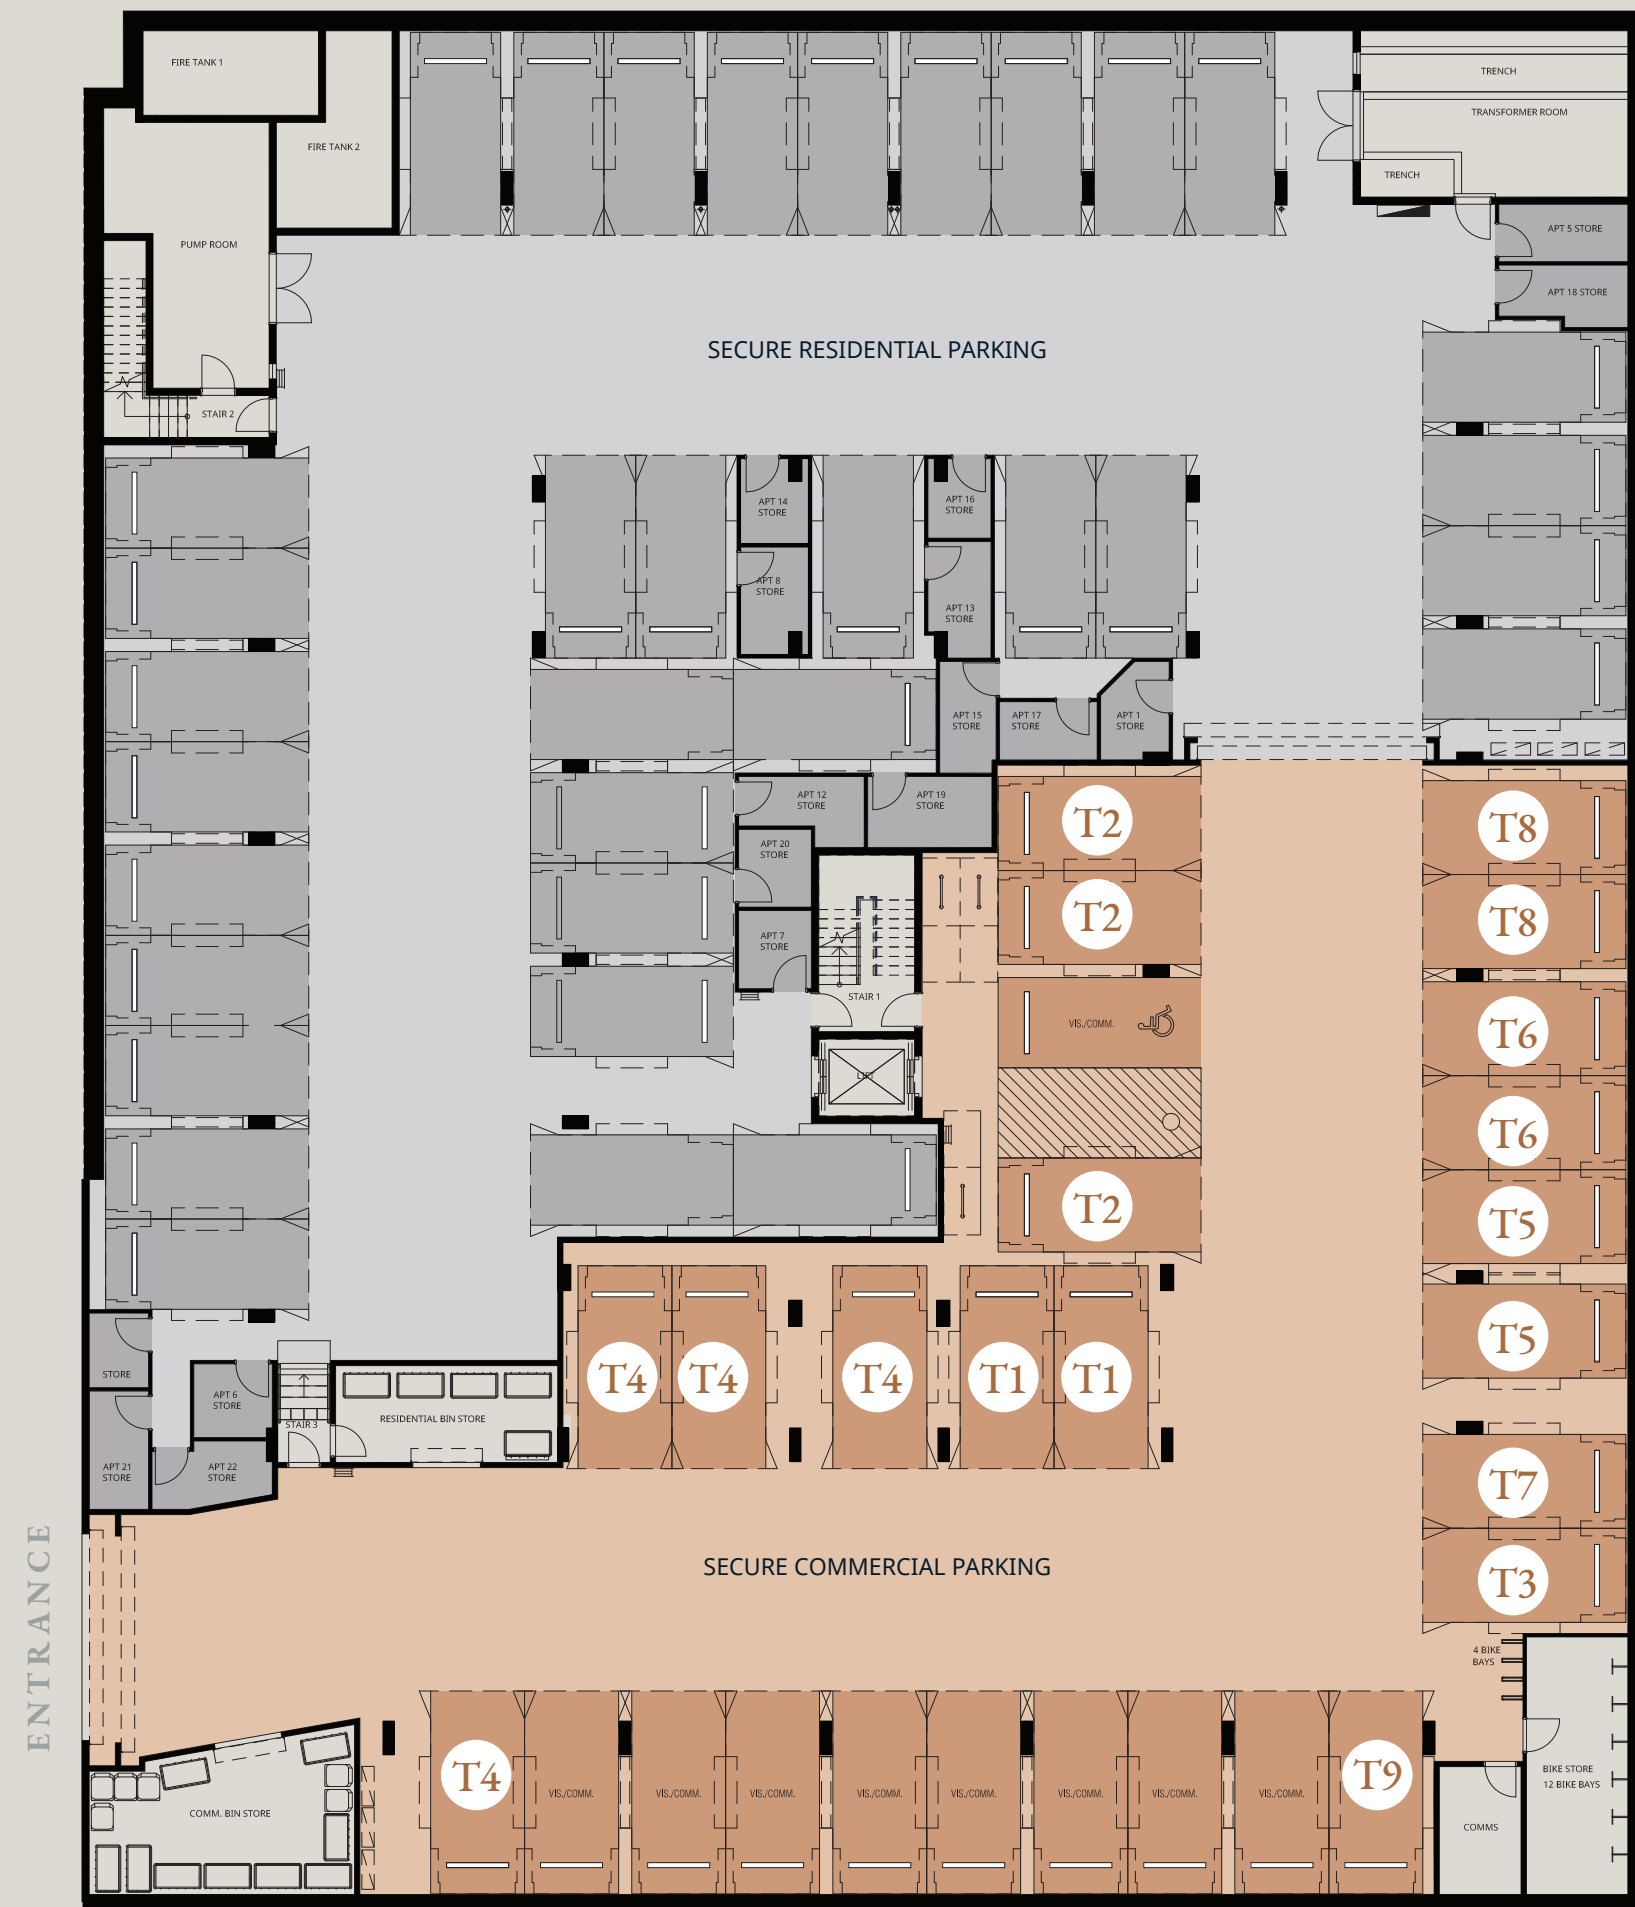 FIRE TANK 1
FIRE TANK 2
TRENCH
TRANSFORMER ROOM
TRENCH
PUMP ROOM
APT 5 STORE
APT 18 STORE
SECURE RESIDENTIAL PARKING
STAIR 2
APT 14
STORE
APT 16
STORE
APT 8
STORE
APT 13
STORE
APT 15
STORE
APT 17
STORE
APT 1
STORE
APT 12
STORE
APT 19
STORE
APT 20
STORE
APT 7
STORE
STAIR 1
LIFT
T2
T2
VIS./COMM.
T2
T8
T8
T6
T6
T5
T5
T7
T3
T4
T4
T4
T1
T1
STORE
APT 6
STORE
STAIR 3
RESIDENTIAL BIN STORE
APT 21
STORE
APT 22
STORE
ENTRANCE
SECURE COMMERCIAL PARKING
4 BIKE
BAYS
T4
VIS./COMM.
VIS./COMM.
VIS./COMM.
VIS./COMM.
VIS./COMM.
VIS./COMM.
VIS./COMM.
VIS./COMM.
T9
BIKE STORE
12 BIKE BAYS
COMM. BIN STORE
COMMS